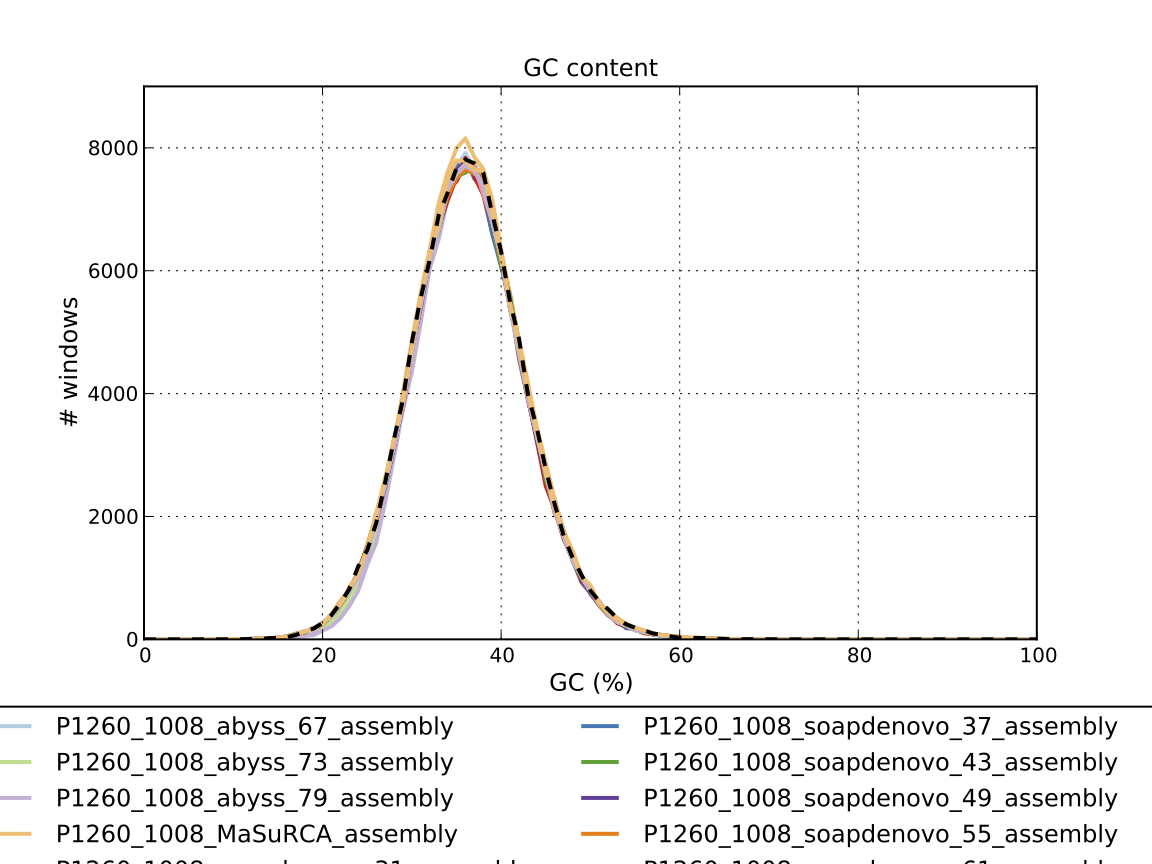 GC content
8000
6000
4000
2000
0
# windows
0 20 40 60 80 100
GC (%)
P1260_1008_abyss_67_assembly
P1260_1008_abyss_73_assembly
P1260_1008_abyss_79_assembly
P1260_1008_MaSuRCA_assembly
P1260_1008_soapdenovo_37_assembly
P1260_1008_soapdenovo_43_assembly
P1260_1008_soapdenovo_49_assembly
P1260_1008_soapdenovo_55_assembly